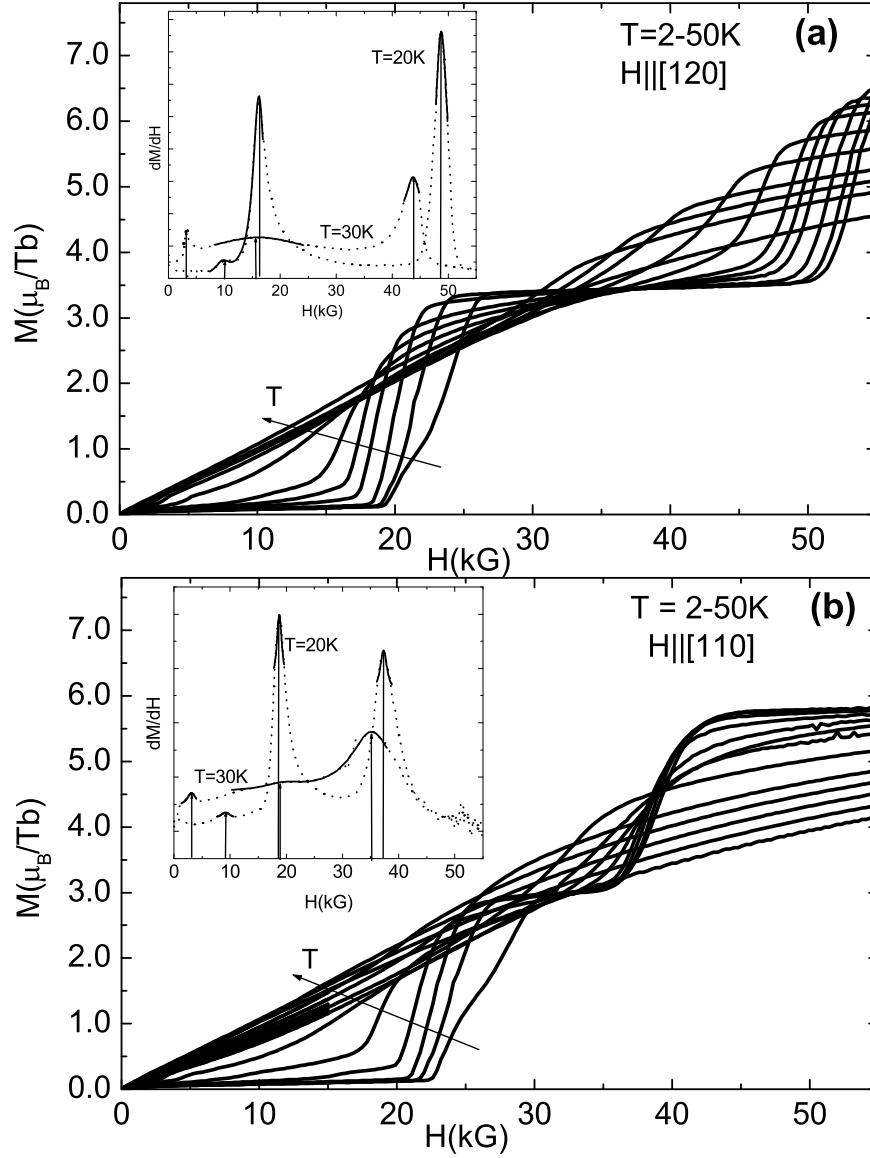 (a)
T=2-50K
H||[120]
7.0
6.0
5.0
4.0
3.0
2.0
1.0
0.0
M(μB/Tb)
T
0 10 20 30 40 50
H(kG)
dM/dH
T=20K
T=30K
H(kG)
0 10 20 30 40 50
(b)
T = 2-50K
H||[110]
7.0
6.0
5.0
4.0
3.0
2.0
1.0
0.0
M(μB/Tb)
T
0 10 20 30 40 50
H(kG)
dM/dH
T=20K
T=30K
0 10 20 30 40 50
H(kG)